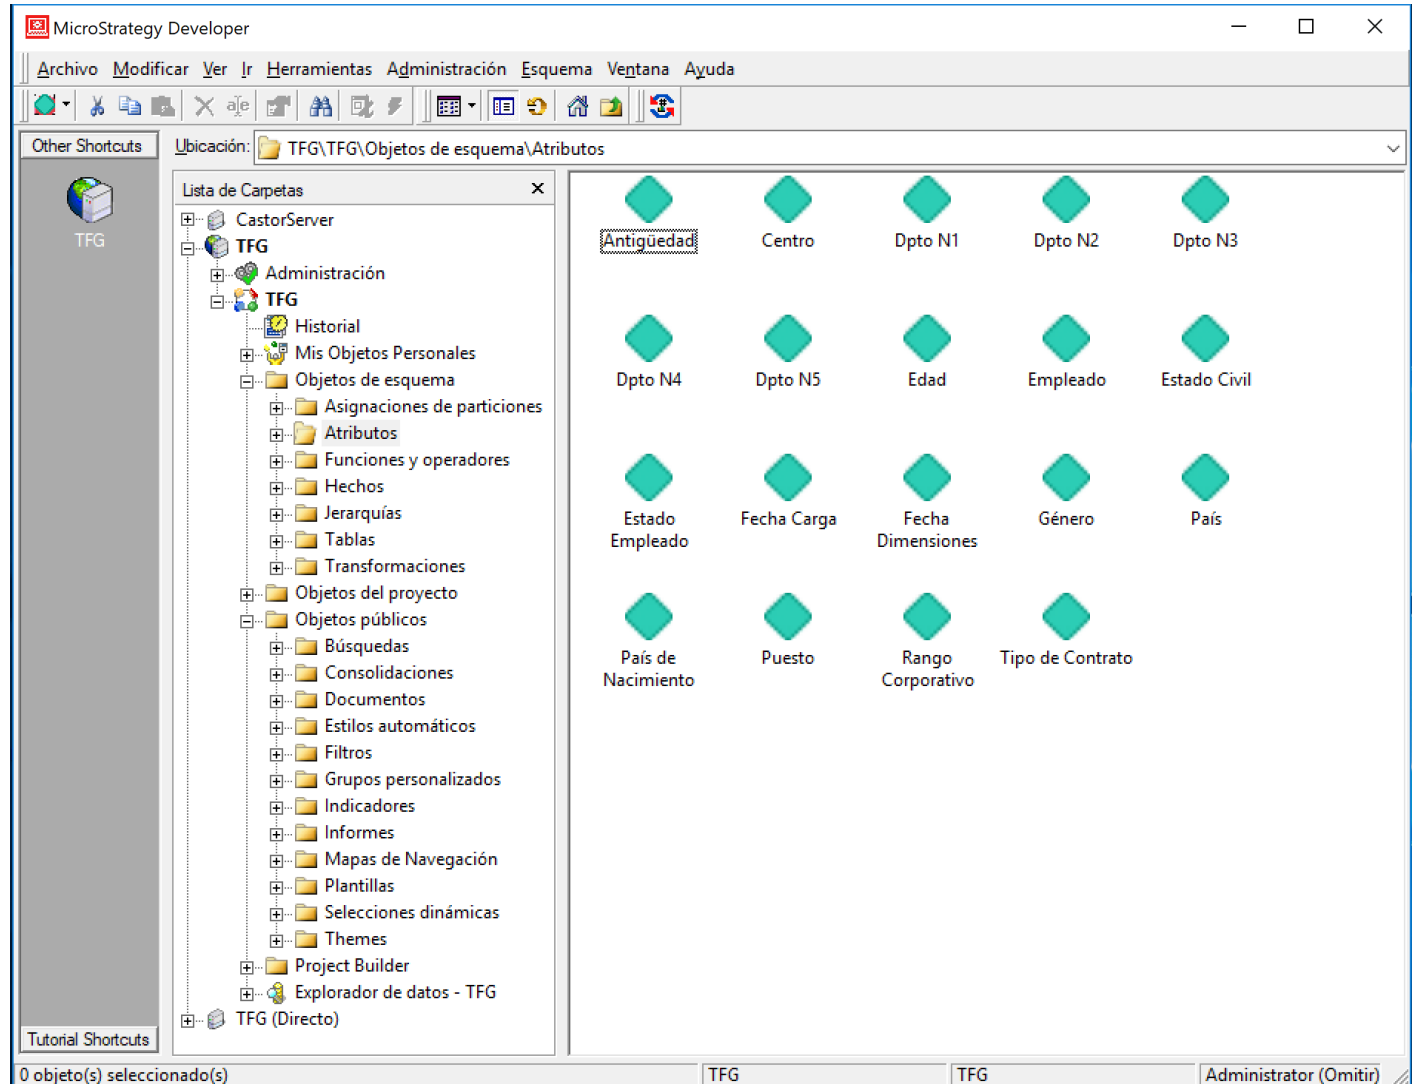 MicroStrategy Developer
Archivo Modificar Ver Ir Herramientas Administración Esquema Ventana Ayuda
Other Shortcuts
Ubicación: TFG\TFG\Objetos de esquema\Atributos
TFG
Lista de Carpetas
CastorServer
TFG
Administración
TFG
Historial
Mis Objetos Personales
Objetos de esquema
Asignaciones de particiones
Atributos
Funciones y operadores
Hechos
Jerarquías
Tablas
Transformaciones
Objetos del proyecto
Objetos públicos
Búsquedas
Consolidaciones
Documentos
Estilos automáticos
Filtros
Grupos personalizados
Indicadores
Informes
Mapas de Navegación
Plantillas
Selecciones dinámicas
Themes
Project Builder
Explorador de datos - TFG
TFG (Directo)
Antigüedad Centro Dpto N1 Dpto N2 Dpto N3
Dpto N4 Dpto N5 Edad Empleado Estado Civil
Estado Fecha Carga Fecha Género País
Empleado Dimensiones
País de Puesto Rango Tipo de Contrato
Nacimiento Corporativo
Tutorial Shortcuts
0 objeto(s) seleccionado(s) TFG TFG Administrator (Omitir)